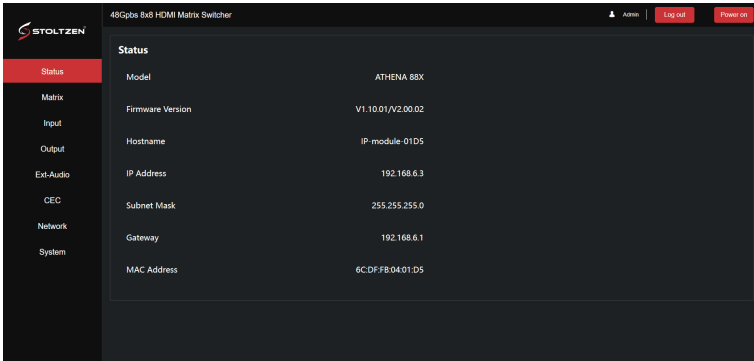 STOLTZEN
48Gpbs 8x8 HDMI Matrix Switcher
Admin
Log out
Power on
Status
Matrix
Input
Output
Ext-Audio
CEC
Network
System
Status
Model ATHENA 88X
Firmware Version V1.10.01/V2.00.02
Hostname IP-module-01D5
IP Address 192.168.6.3
Subnet Mask 255.255.255.0
Gateway 192.168.6.1
MAC Address 6C:DF:FB:04:01:D5